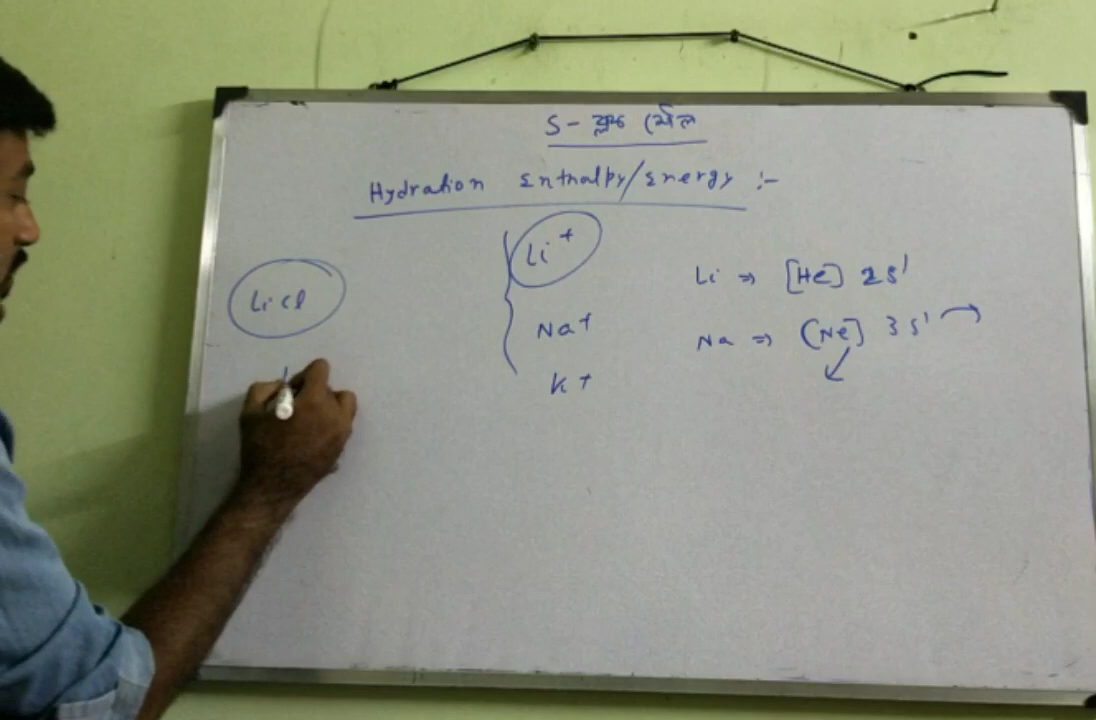 S- ব্লক মৌল
Hydration Enthalpy/Energy :-
Li+
Li ⇒ [He] 2s1
LiCl
Na+
Na ⇒ [Ne] 3s1
K+